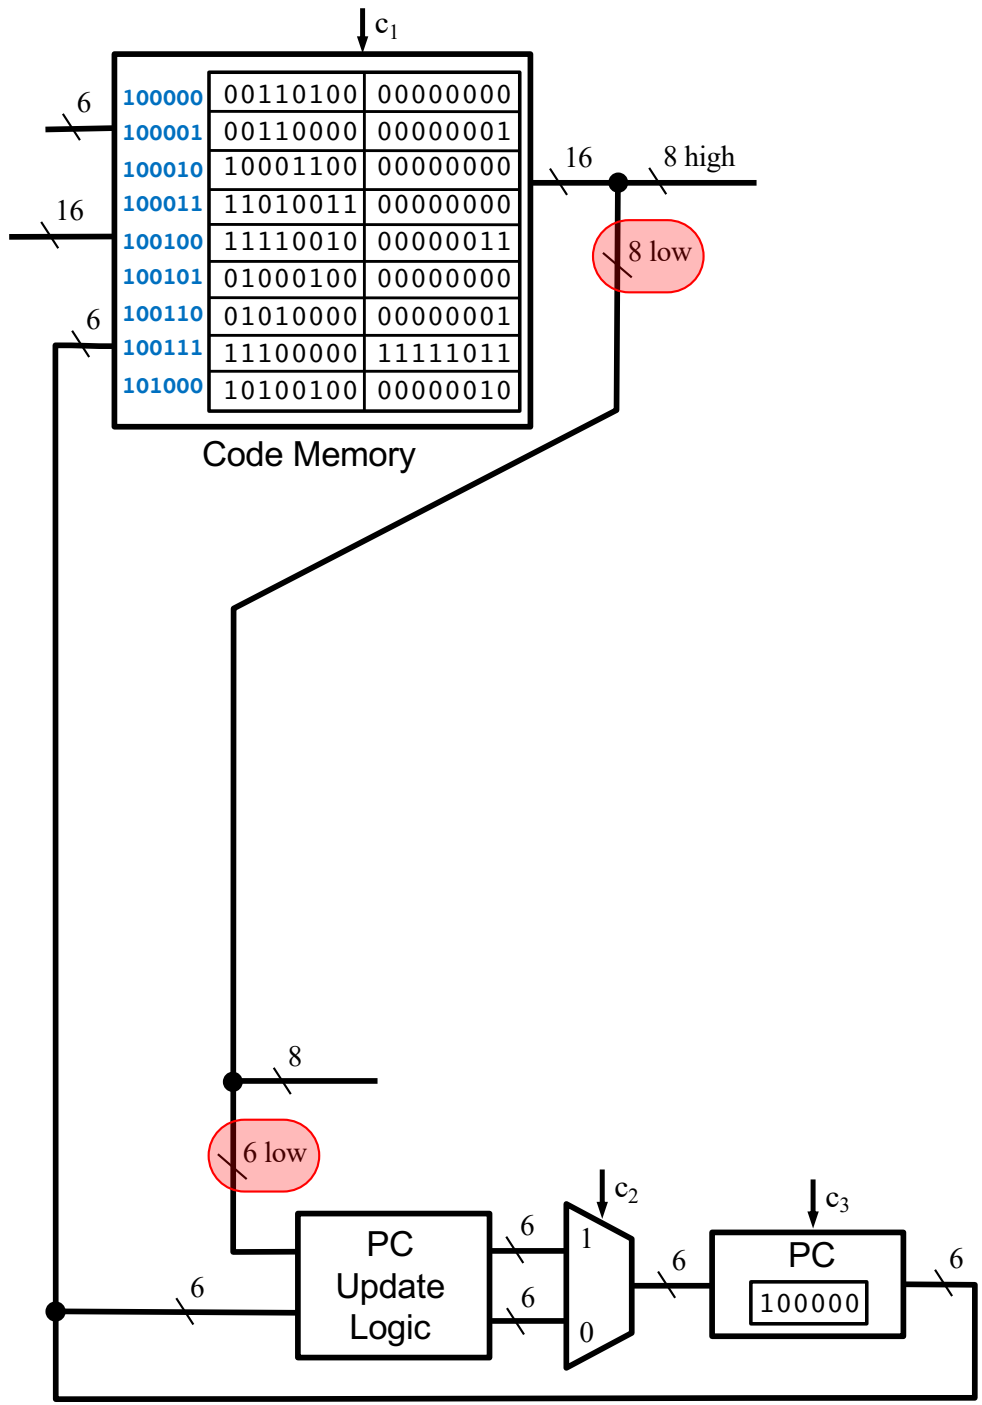 c1
6
100000 00110100 00000000
100001 00110000 00000001
100010 10001100 00000000
100011 11010011 00000000
100100 11110010 00000011
100101 01000100 00000000
100110 01010000 00000001
100111 11100000 11111011
101000 10100100 00000010
16
6
16
8 high
8 low
Code Memory
8
6 low
6
PC
Update
Logic
6
6
c2
1
0
6
c3
PC
100000
6